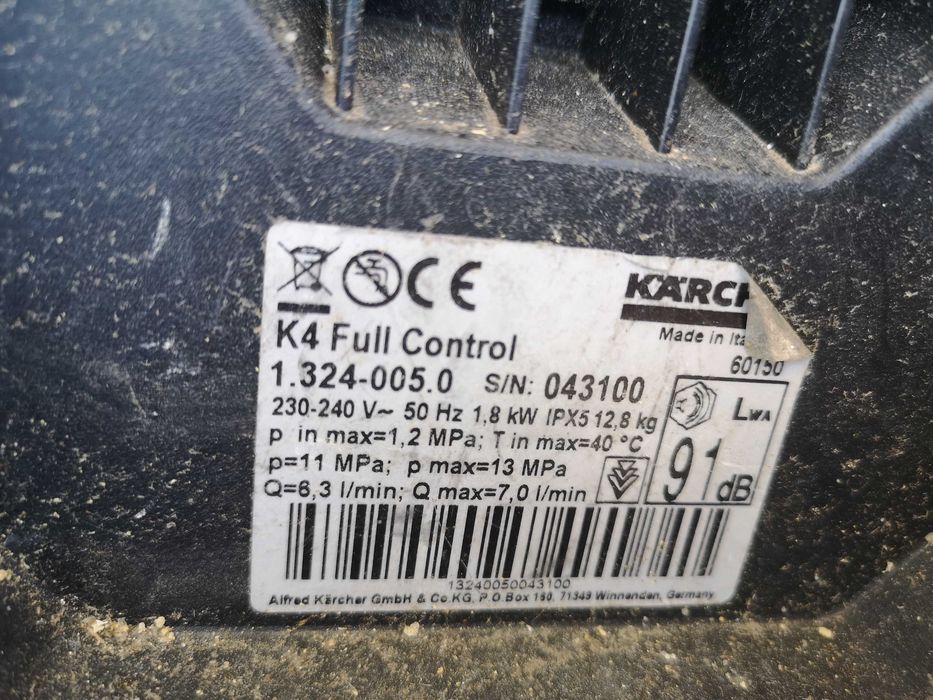 CE
KÄRCH
K4 Full Control
Made in Ita
1.324-005.0 S/N: 043100
60150
230-240 V~ 50 Hz 1,8 kW IPX5 12,8 kg
p in max=1,2 MPa; T in max=40 °C
p=11 MPa; p max=13 MPa
Q=6,3 l/min; Q max=7,0 l/min
LWA
91 dB
13240050043100
Alfred Kärcher GmbH & Co.KG, P.O.Box 160, 71349 Winnenden, Germany